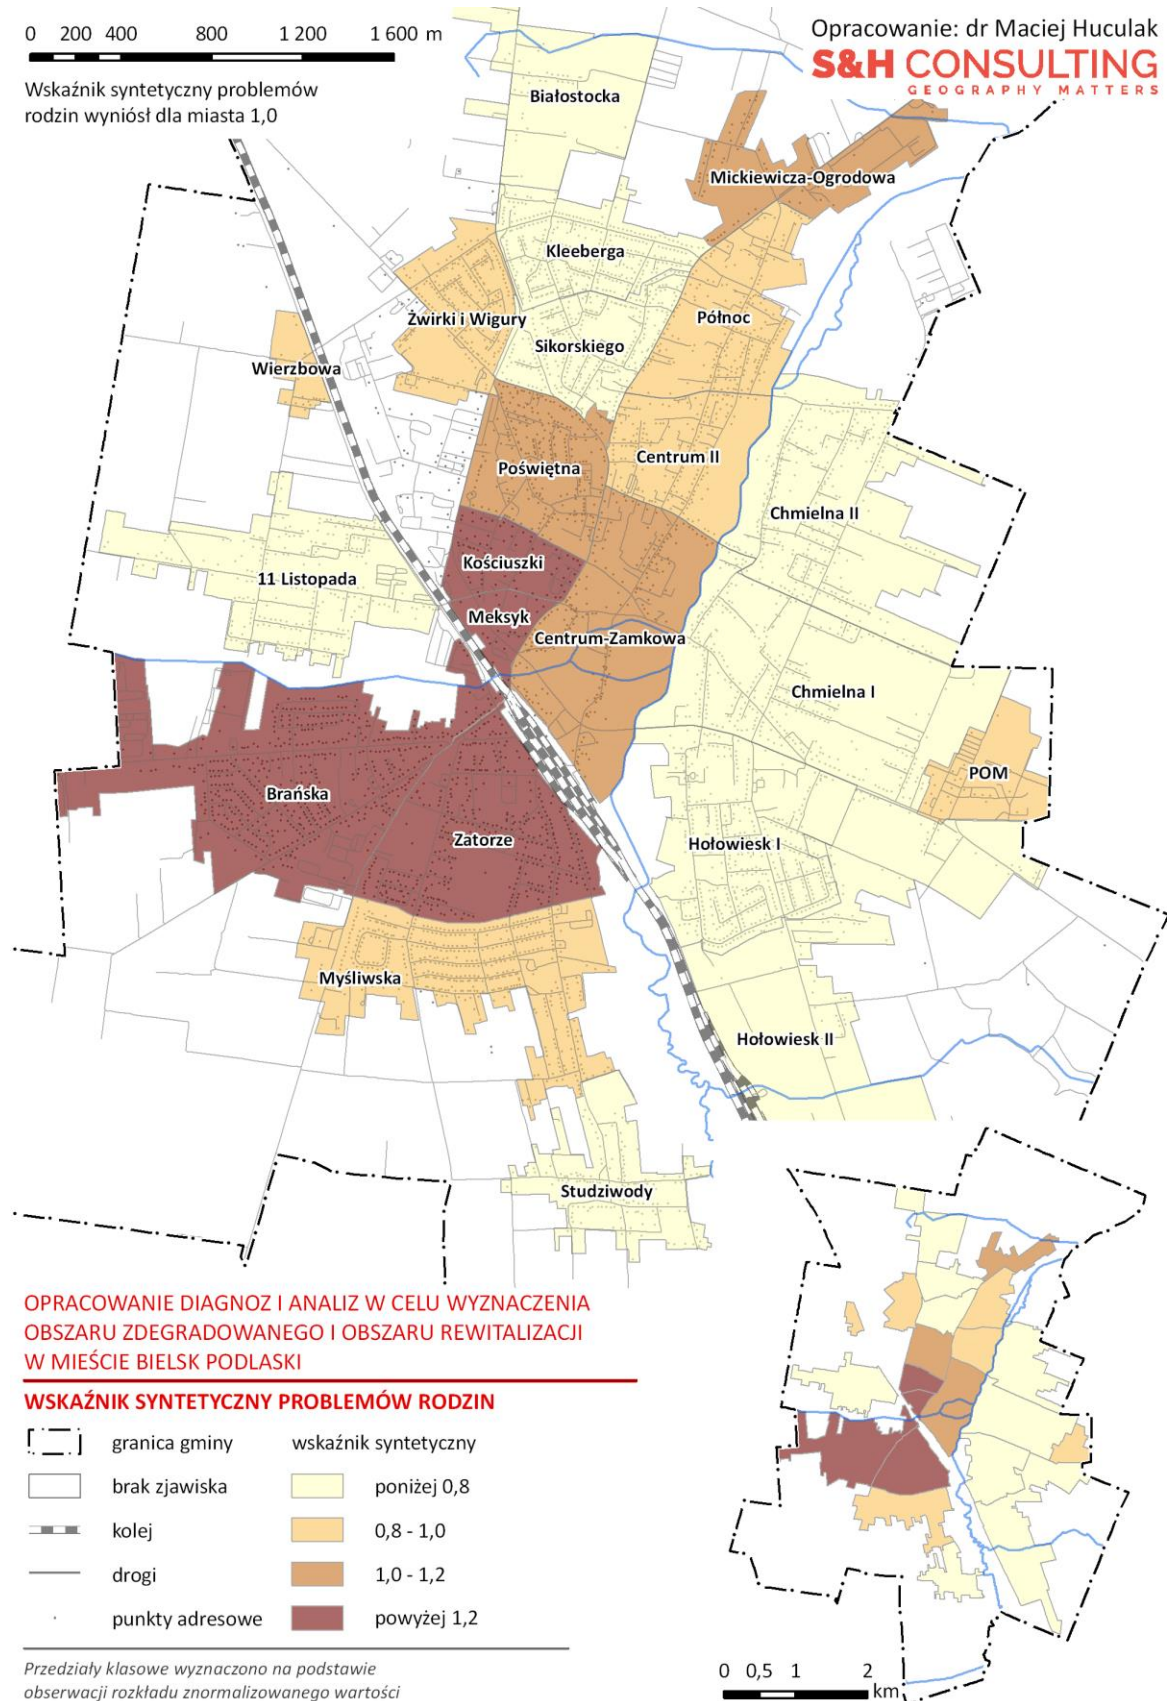 0 200 400 800 1 200 1 600 m
Opracowanie: dr Maciej Huculak
S&H CONSULTING
GEOGRAPHY MATTERS
Wskaźnik syntetyczny problemów
rodzin wyniósł dla miasta 1,0
Białostocka
Mickiewicza-Ogrodowa
Kleeberga
Żwirki i Wigury
Północ
Sikorskiego
Wierzbowa
Centrum II
Poświętna
Chmielna II
Kościuszki
11 Listopada
Meksyk
Centrum-Zamkowa
Chmielna I
POM
Brańska
Zatorze
Hołowiesk I
Myśliwska
Hołowiesk II
Studziwody
OPRACOWANIE DIAGNOZ I ANALIZ W CELU WYZNACZENIA
OBSZARU ZDEGRADOWANEGO I OBSZARU REWITALIZACJI
W MIEŚCIE BIELSK PODLASKI
WSKAŹNIK SYNTETYCZNY PROBLEMÓW RODZIN
granica gminy wskaźnik syntetyczny
brak zjawiska poniżej 0,8
kolej 0,8 - 1,0
drogi 1,0 - 1,2
punkty adresowe powyżej 1,2
Przedziały klasowe wyznaczono na podstawie
obserwacji rozkładu znormalizowanego wartości
0 0,5 1 2
km